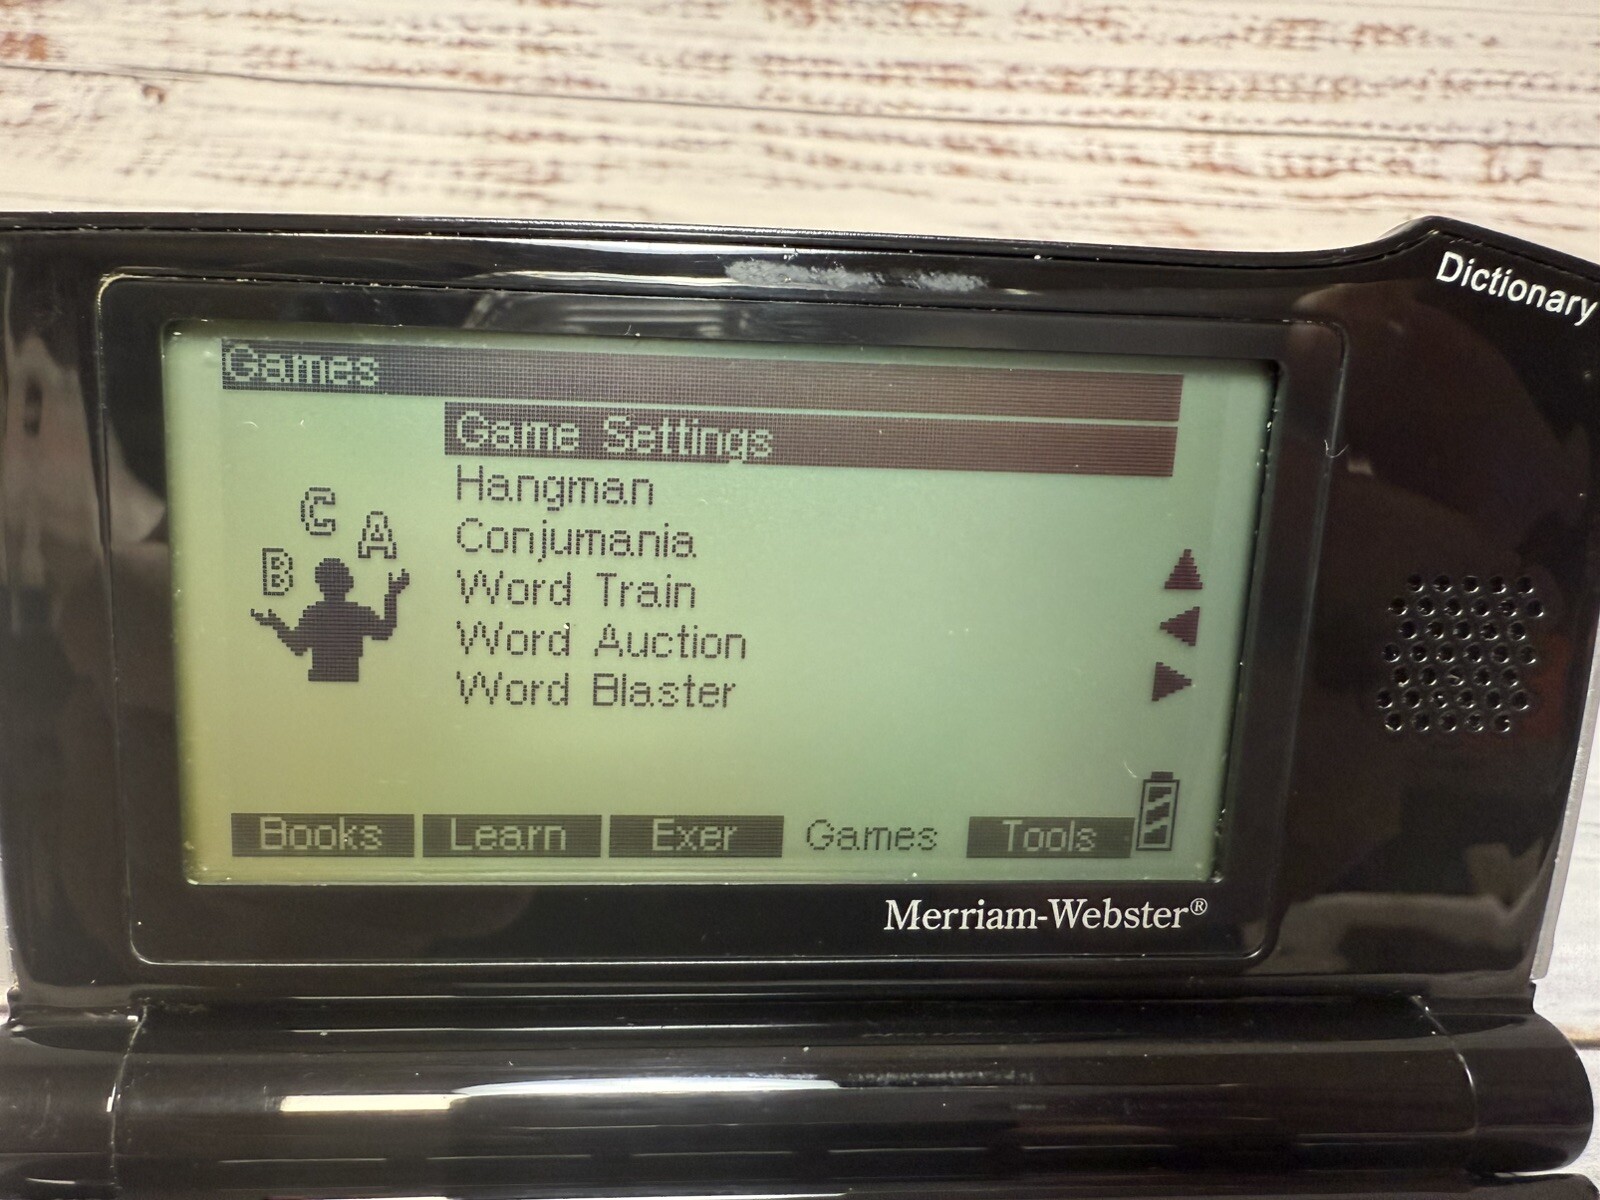 Dictionary
Games
Game Settings
Hangman
Conjumania
Word Train
Word Auction
Word Blaster
C
A
B
Books Learn Exer Games Tools
Merriam-Webster®